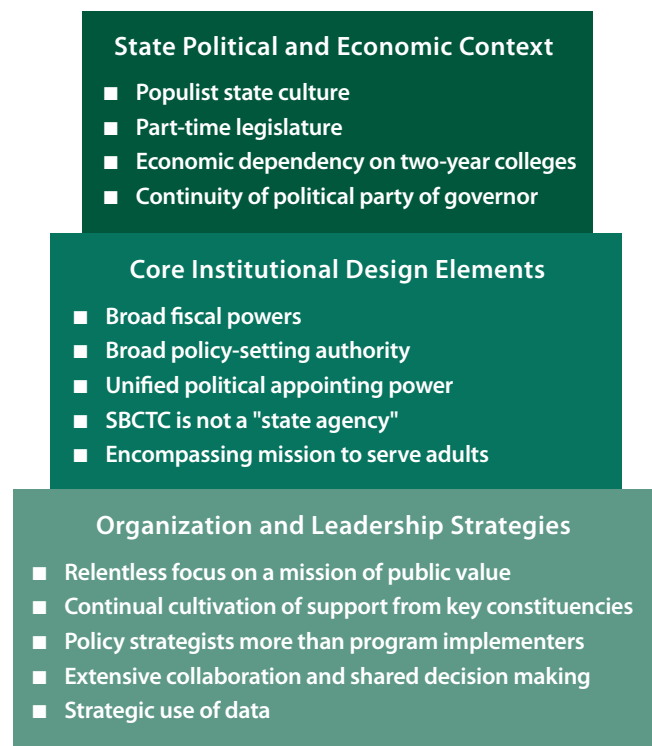 State Political and Economic Context
■ Populist state culture
■ Part-time legislature
■ Economic dependency on two-year colleges
■ Continuity of political party of governor
Core Institutional Design Elements
■ Broad fiscal powers
■ Broad policy-setting authority
■ Unified political appointing power
■ SBCTC is not a "state agency"
■ Encompassing mission to serve adults
Organization and Leadership Strategies
■ Relentless focus on a mission of public value
■ Continual cultivation of support from key constituencies
■ Policy strategists more than program implementers
■ Extensive collaboration and shared decision making
■ Strategic use of data